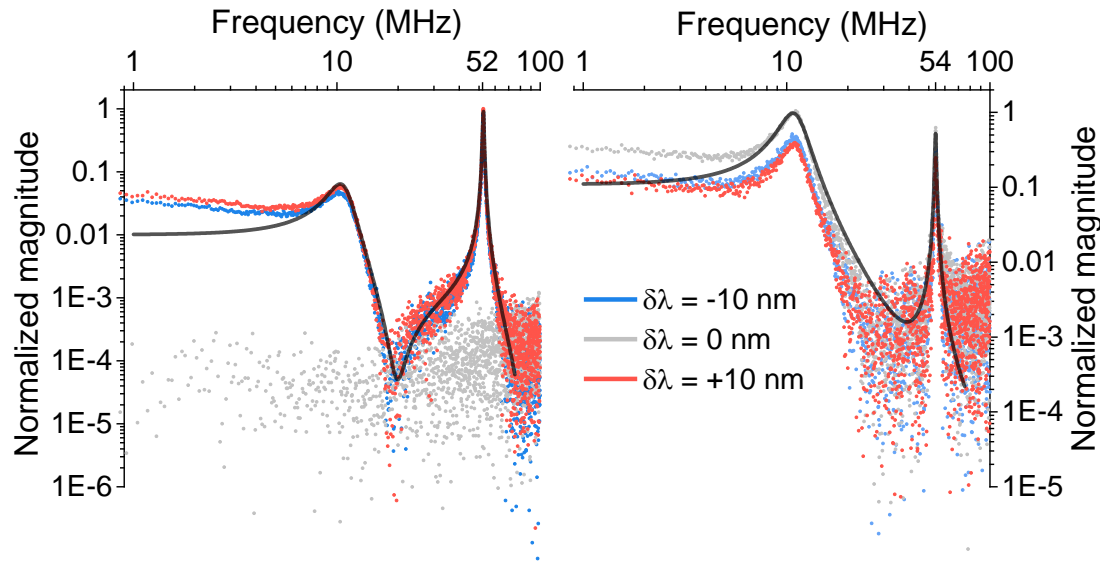 Frequency (MHz)
1 10 52 100
Normalized magnitude
1
0.1
0.01
1E-3
1E-4
1E-5
1E-6
Frequency (MHz)
1 10 54 100
δλ = -10 nm
δλ = 0 nm
δλ = +10 nm
1
0.1
0.01
1E-3
1E-4
1E-5
Normalized magnitude